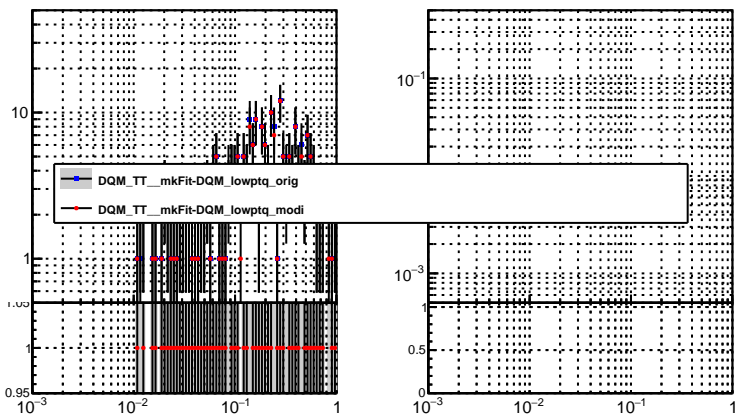 10
10⁻¹
DQM_TT__mkFit-DQM_lowptq_orig
DQM_TT__mkFit-DQM_lowptq_modi
1
10⁻³
1.05
1
1
0.5
0.95
0
10⁻³ 10⁻² 10⁻¹ 1
10⁻³ 10⁻² 10⁻¹ 1